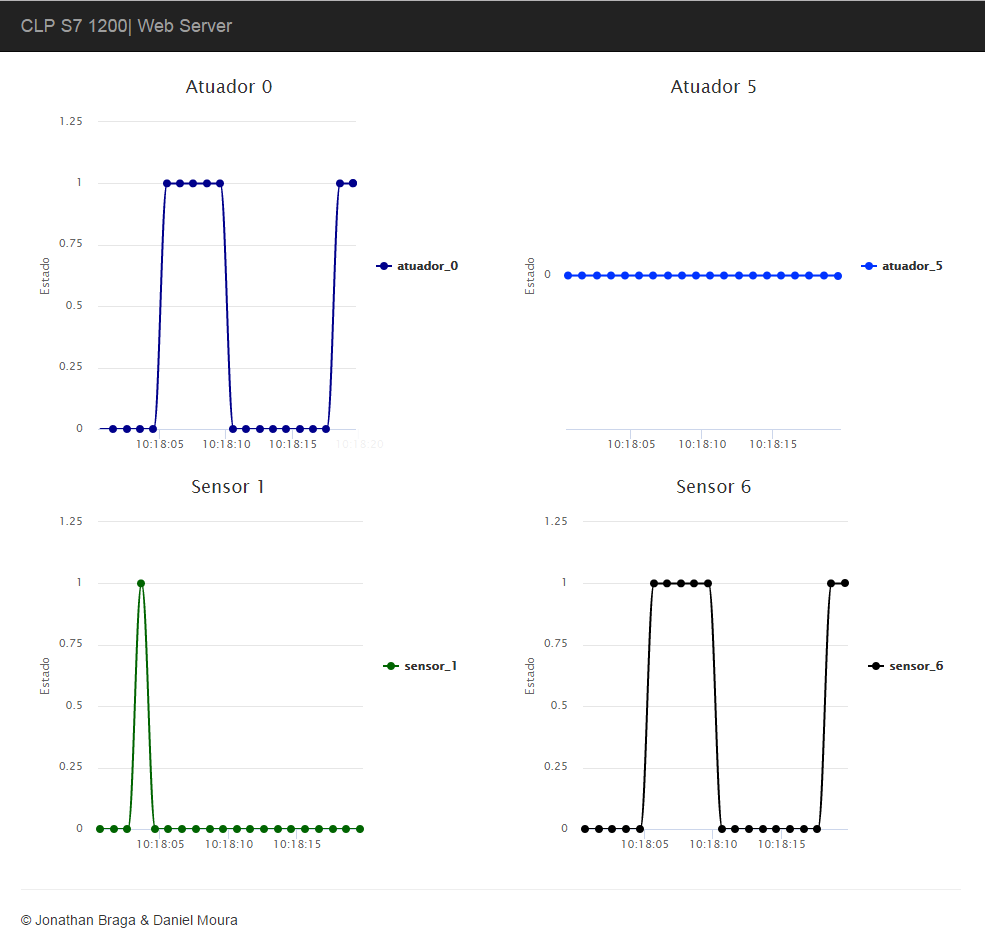 CLP S7 1200| Web Server
Atuador 0
1.25
1
0.75
0.5
0.25
0
Estado
10:18:05 10:18:10 10:18:15 10:18:20
atuador_0
Atuador 5
0
Estado
10:18:05 10:18:10 10:18:15
atuador_5
Sensor 1
1.25
1
0.75
0.5
0.25
0
Estado
10:18:05 10:18:10 10:18:15
sensor_1
Sensor 6
1.25
1
0.75
0.5
0.25
0
Estado
10:18:05 10:18:10 10:18:15
sensor_6
© Jonathan Braga & Daniel Moura